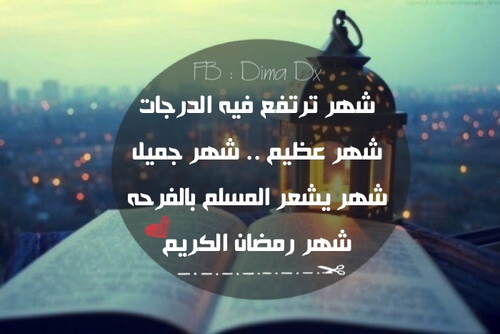 FB : Dima Dx
شهر ترتفع فيه الدرجات
شهر عظيم .. شهر جميل
شهر يشعر المسلم بالفرحه
شهر رمضان الكريم